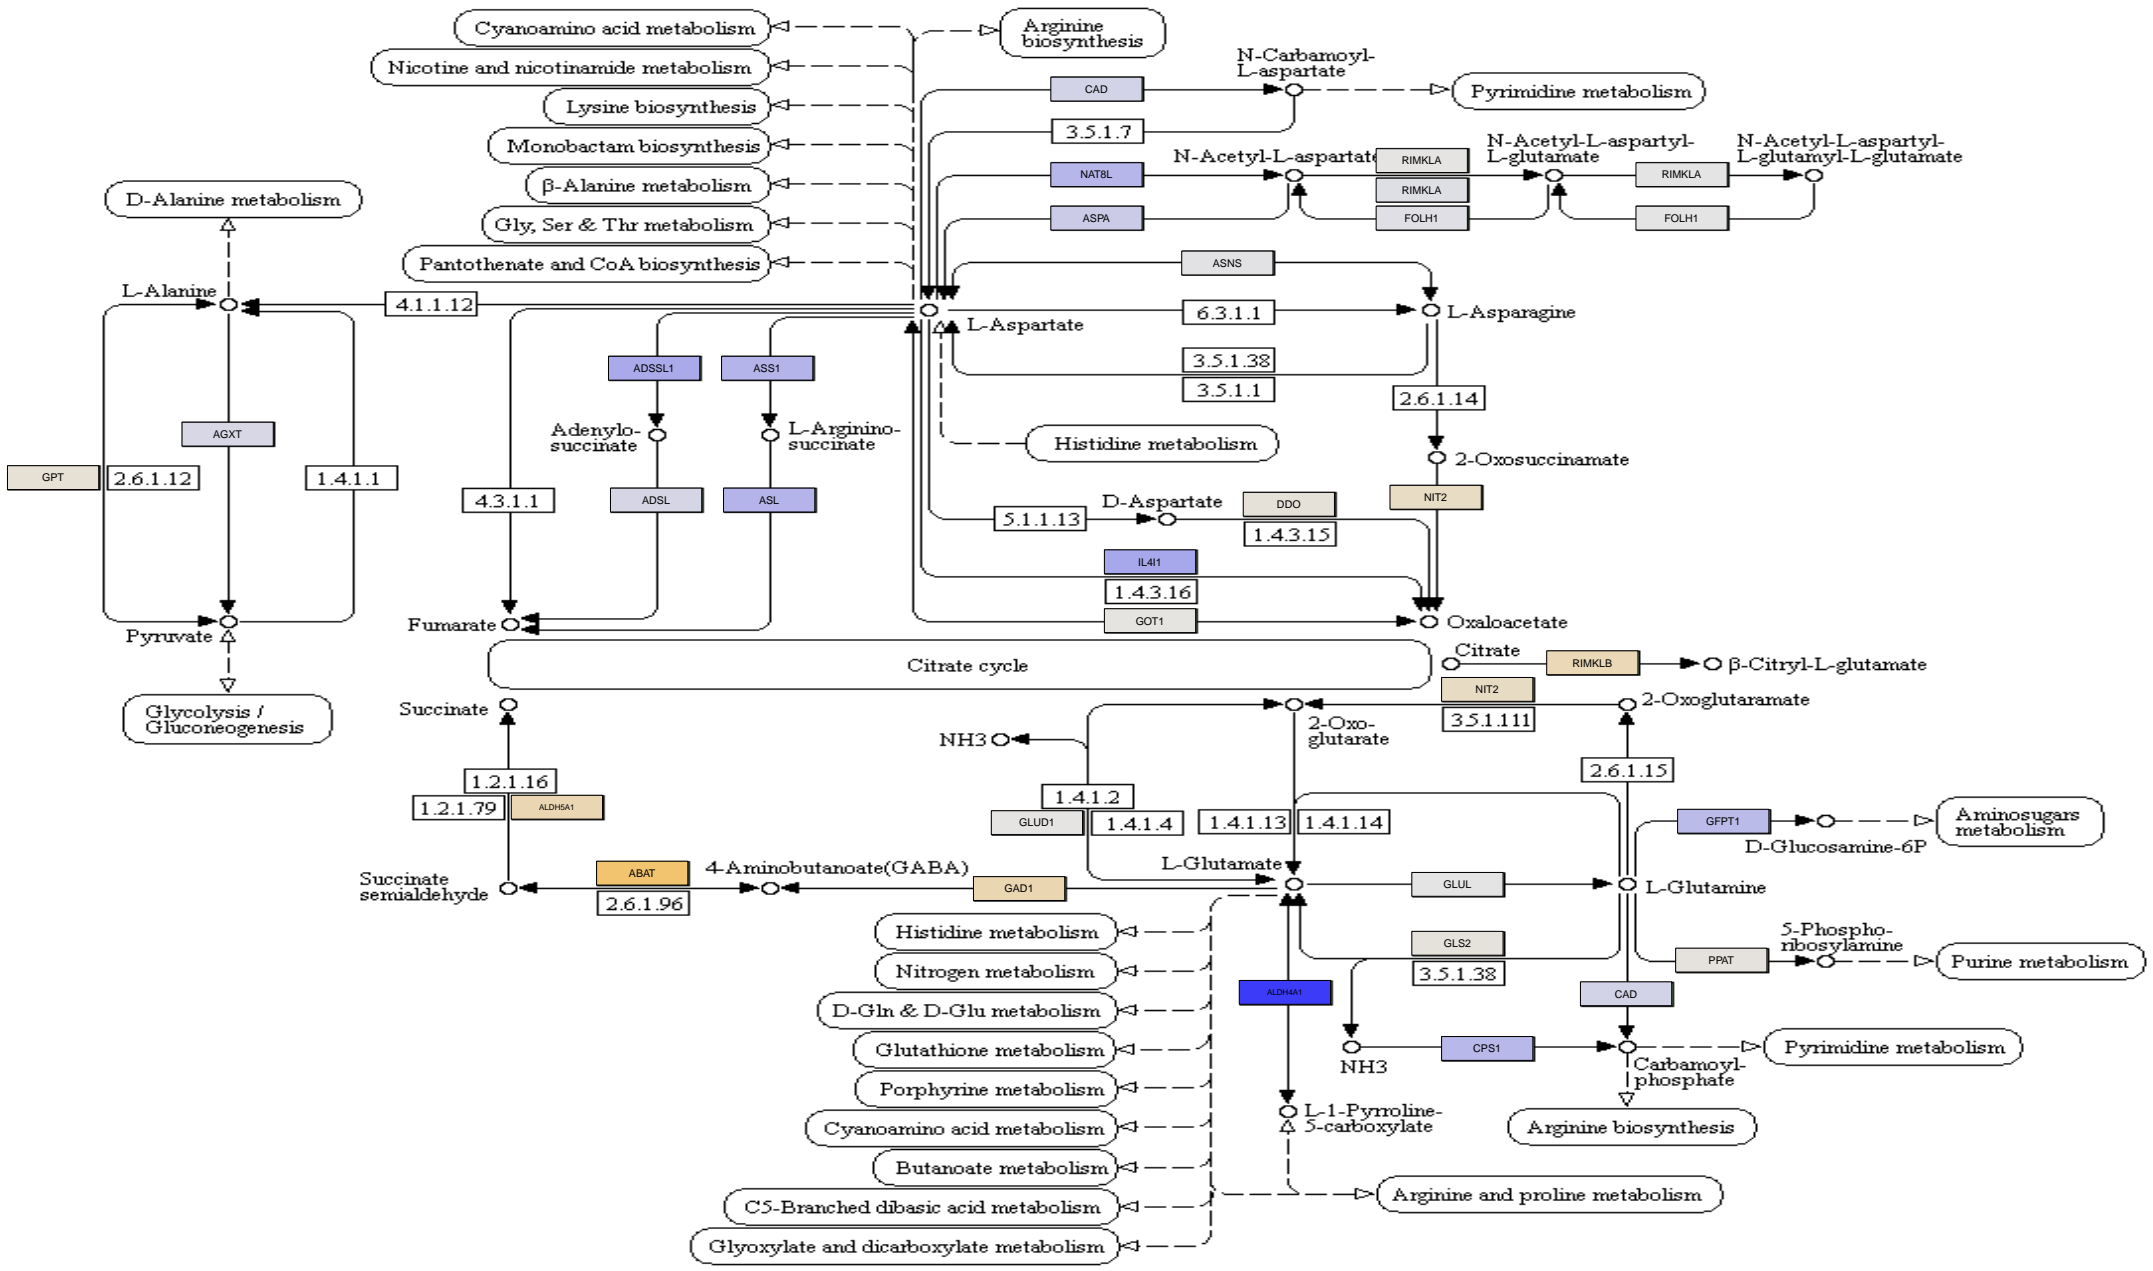 Cyanoamino acid metabolism
Arginine
biosynthesis
Nicotine and nicotinamide metabolism
N-Carbamoyl-
L-aspartate
CAD
Pyrimidine metabolism
Lysine biosynthesis
3.5.1.7
Monobactam biosynthesis
N-Acetyl-L-aspartate
RIMKLA
N-Acetyl-L-aspartyl-
L-glutamate
N-Acetyl-L-aspartyl-
L-glutamyl-L-glutamate
NAT8L
RIMKLA
RIMKLA
β-Alanine metabolism
D-Alanine metabolism
ASPA
FOLH1
FOLH1
Gly, Ser & Thr metabolism
Pantothenate and CoA biosynthesis
ASNS
L-Alanine
4.1.1.12
6.3.1.1
L-Asparagine
L-Aspartate
3.5.1.38
3.5.1.1
ADSSL1
ASS1
2.6.1.14
AGXT
Adenylo-
succinate
L-Arginino-
succinate
Histidine metabolism
2-Oxosuccinamate
GPT
2.6.1.12
1.4.1.1
4.3.1.1
ADSL
ASL
D-Aspartate
DDO
NIT2
5.1.1.13
1.4.3.15
IL4I1
1.4.3.16
Pyruvate
Fumarate
GOT1
Oxaloacetate
Citrate cycle
Citrate
RIMKLB
β-Citryl-L-glutamate
Glycolysis /
Gluconeogenesis
Succinate
NIT2
2-Oxoglutaramate
3.5.1.111
NH3
2-Oxo-
glutarate
1.2.1.16
2.6.1.15
1.2.1.79
ALDH5A1
1.4.1.2
GLUD1
1.4.1.4
1.4.1.13
1.4.1.14
GFPT1
Aminosugars
metabolism
D-Glucosamine-6P
Succinate
semialdehyde
ABAT
2.6.1.96
4-Aminobutanoate(GABA)
GAD1
L-Glutamate
GLUL
L-Glutamine
Histidine metabolism
GLS2
3.5.1.38
5-Phospho-
ribosylamine
PPAT
Purine metabolism
Nitrogen metabolism
ALDH4A1
CAD
D-Gln & D-Glu metabolism
Glutathione metabolism
NH3
CPS1
Carbamoyl-
phosphate
Pyrimidine metabolism
Porphyrine metabolism
L-1-Pyrroline-
5-carboxylate
Arginine biosynthesis
Cyanoamino acid metabolism
Butanoate metabolism
Arginine and proline metabolism
C5-Branched dibasic acid metabolism
Glyoxylate and dicarboxylate metabolism